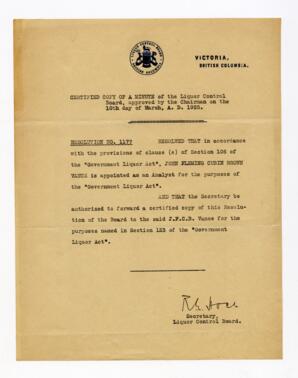 LIQUOR CONTROL BOARD
VICTORIA,
BRITISH COLUMBIA.
CERTIFIED COPY OF A MINUTE of the Liquor Control
Board, approved by the Chairman on the
10th day of March, A. D. 1925.
RESOLUTION NO. 1177 RESOLVED THAT in accordance
with the provisions of clause (e) of Section 106 of
the "Government Liquor Act", JOHN FLEMING CUBIN BROWN
VANCE is appointed as an Analyst for the purposes of
the "Government Liquor Act".
AND THAT the Secretary be
authorized to forward a certified copy of this Resolu-
tion of the Board to the said J.F.C.B. Vance for the
purposes named in Section 123 of the "Government
Liquor Act".
Secretary,
Liquor Control Board.